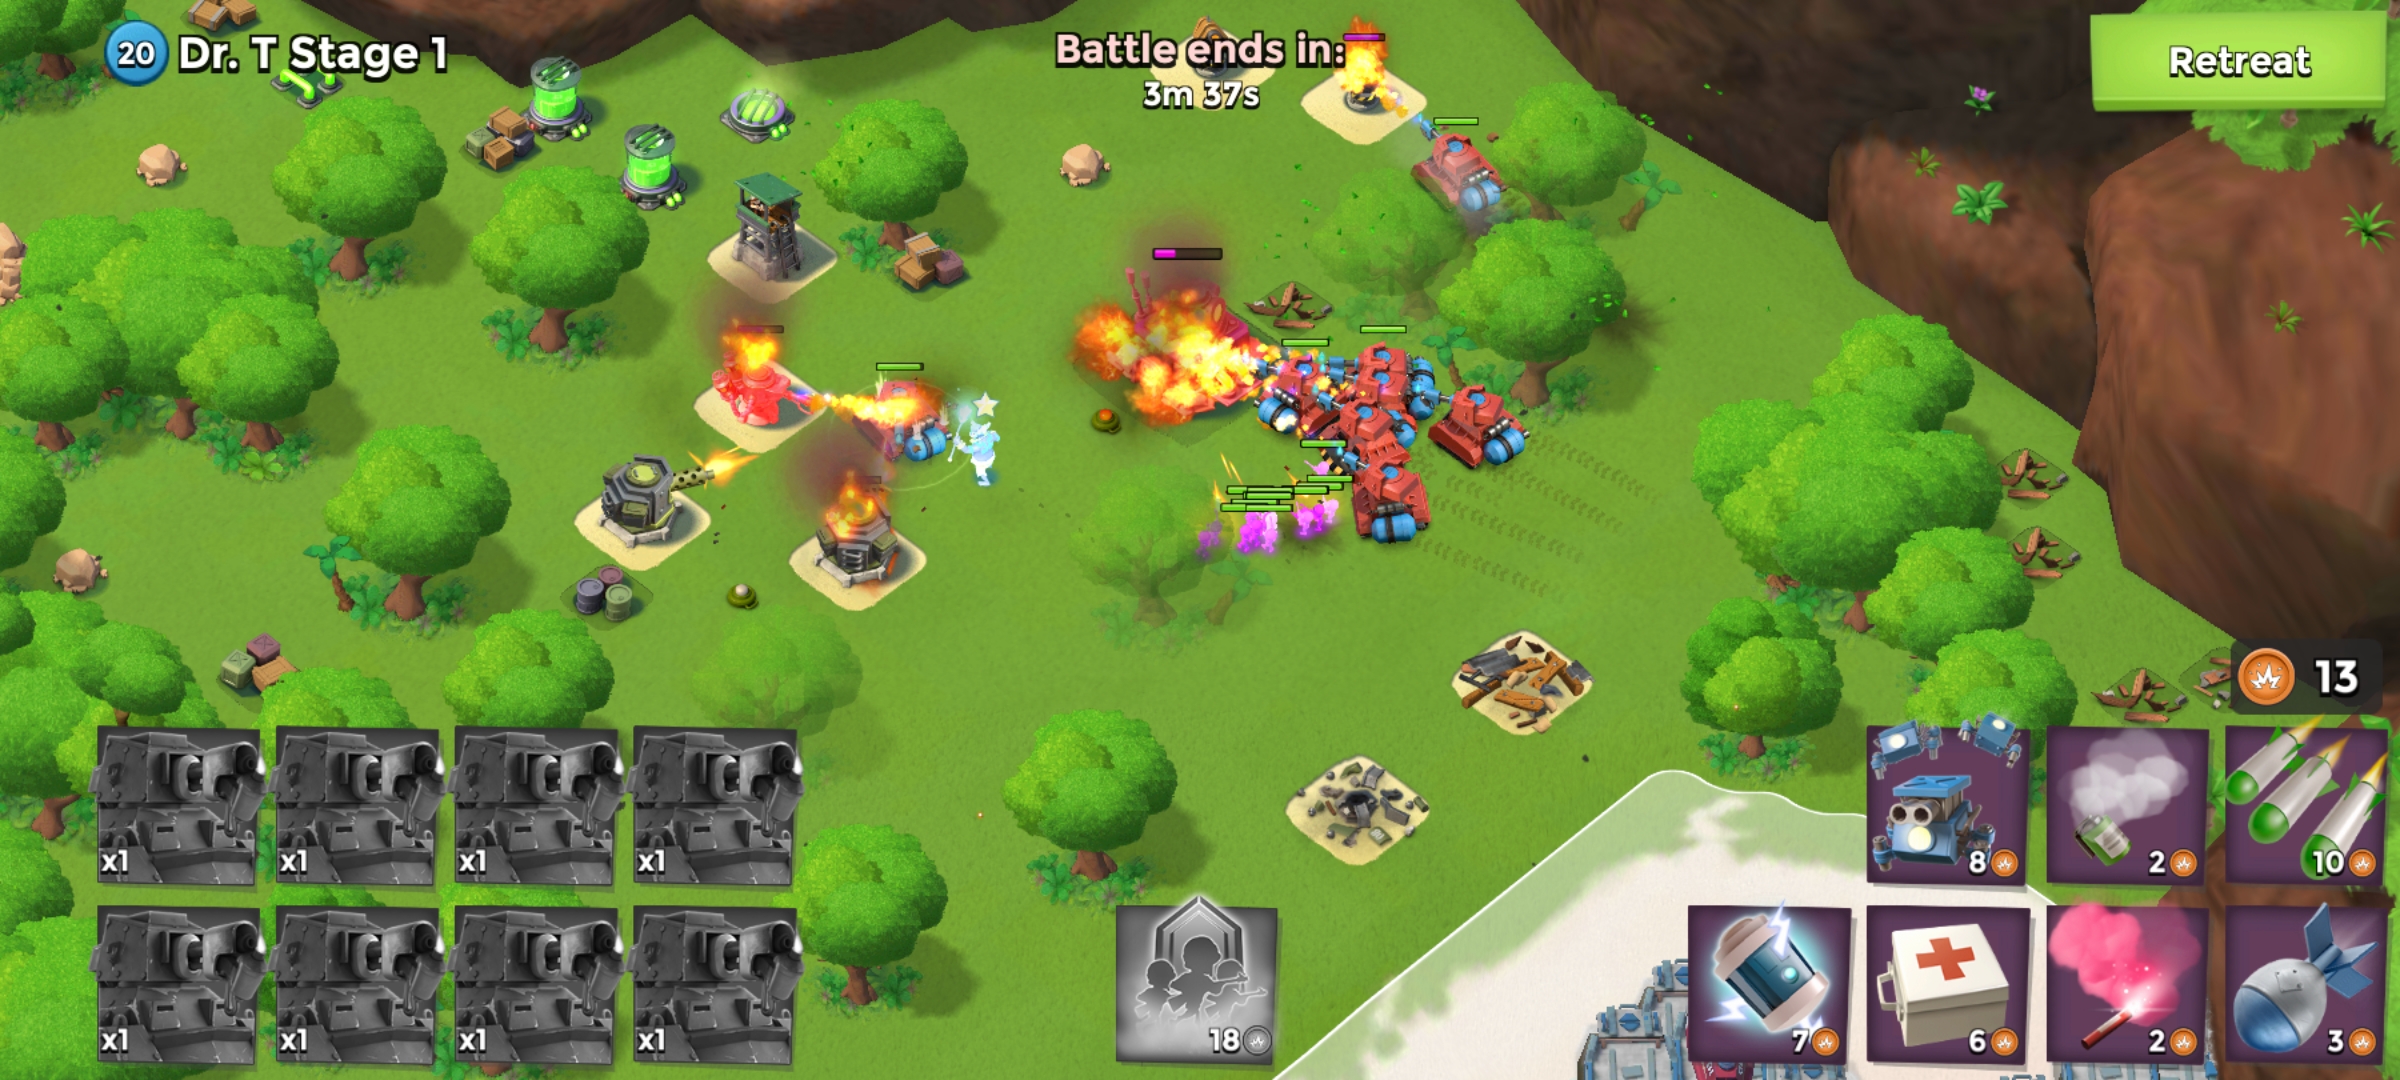 20 Dr. T Stage 1
Battle ends in:
3m 37s
Retreat
13
x1 x1 x1 x1
8 2 10
x1 x1 x1 x1
18
7 6 2 3